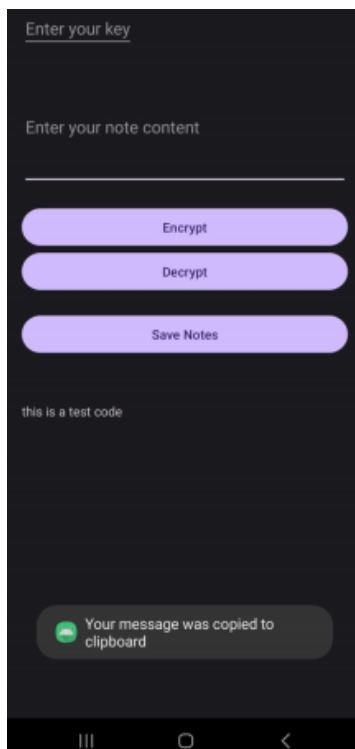 Enter your key
Enter your note content
Encrypt
Decrypt
Save Notes
this is a test code
Your message was copied to
clipboard